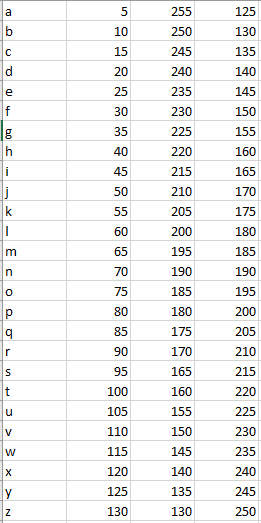 a 5 255 125
b 10 250 130
c 15 245 135
d 20 240 140
e 25 235 145
f 30 230 150
g 35 225 155
h 40 220 160
i 45 215 165
j 50 210 170
k 55 205 175
l 60 200 180
m 65 195 185
n 70 190 190
o 75 185 195
p 80 180 200
q 85 175 205
r 90 170 210
s 95 165 215
t 100 160 220
u 105 155 225
v 110 150 230
w 115 145 235
x 120 140 240
y 125 135 245
z 130 130 250